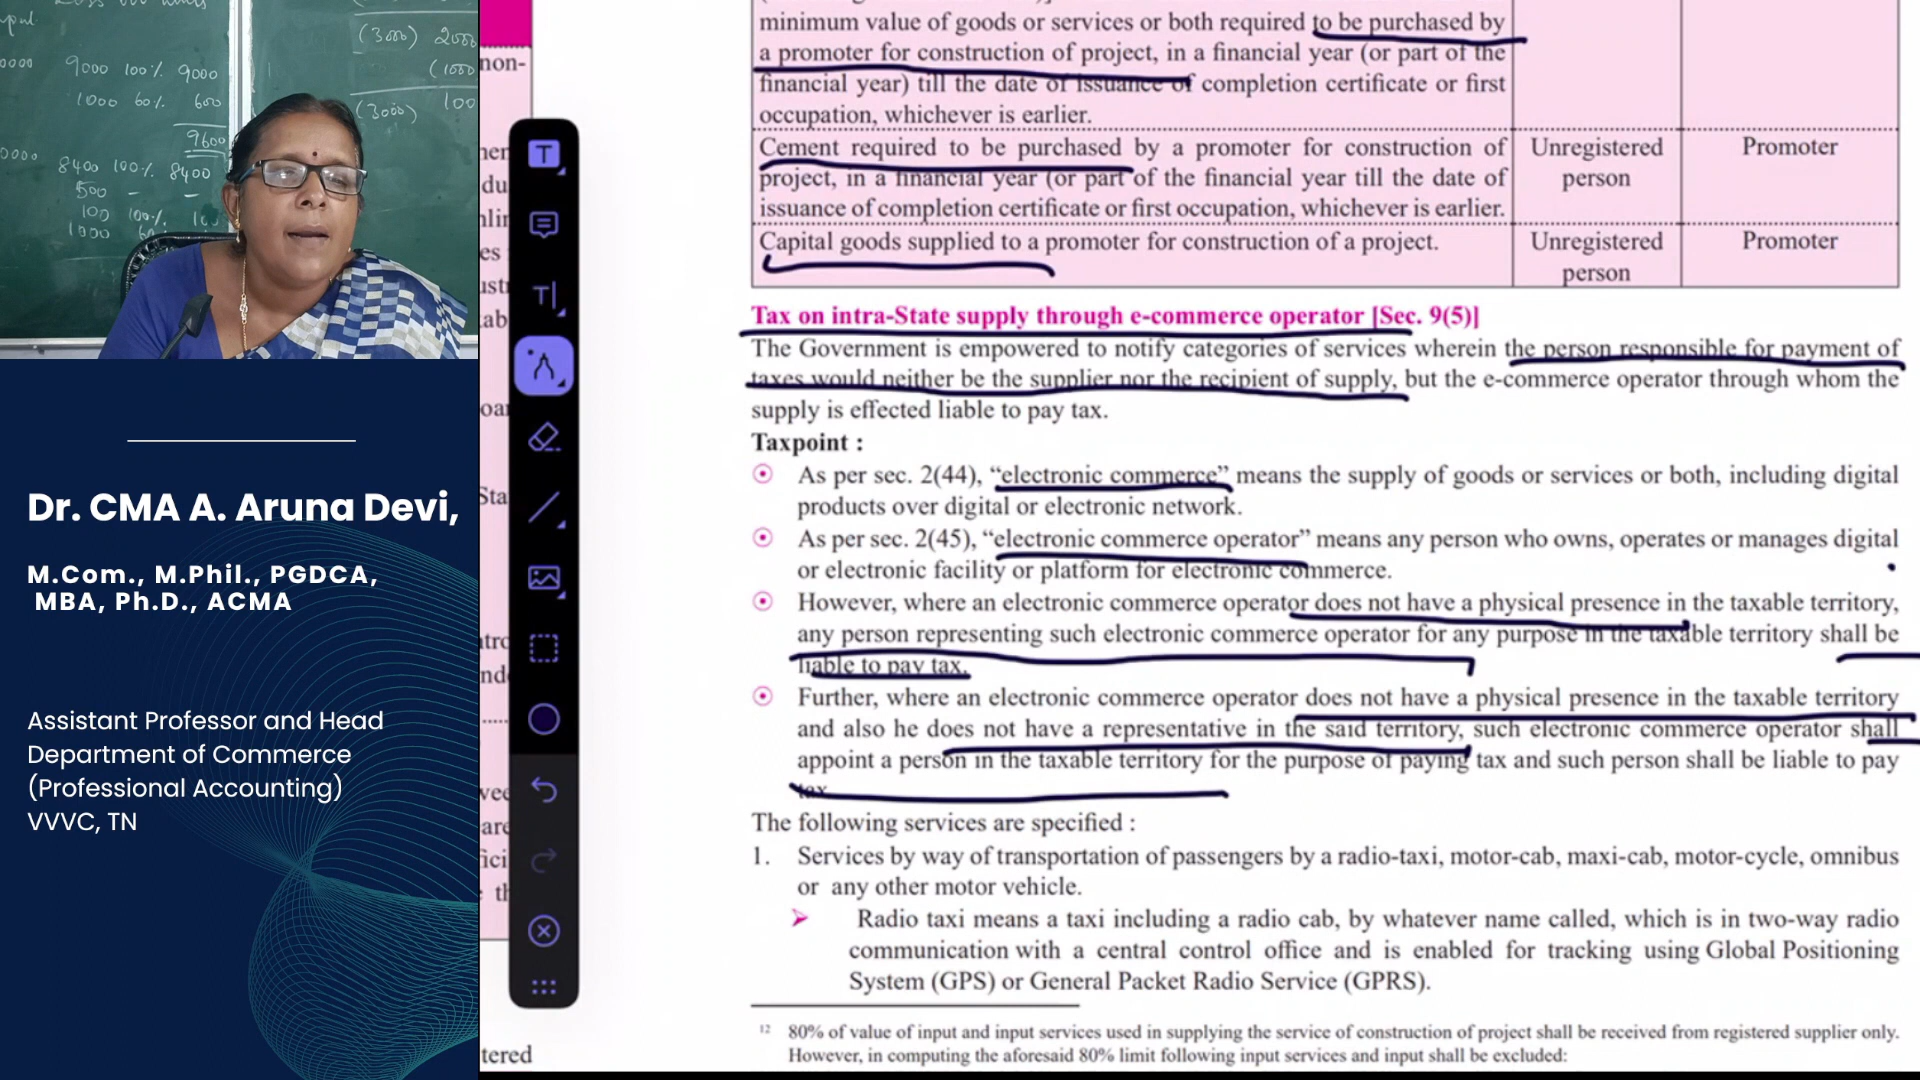 put
0000
9000 100% 9000
1000 60% 600
9600
0000
8400 100% 8400
500 -
100 100%
1000
(3000) 2000
(1000
(3000) 100
Dr. CMA A. Aruna Devi,
M.Com., M.Phil., PGDCA,
MBA, Ph.D., ACMA
Assistant Professor and Head
Department of Commerce
(Professional Accounting)
VVVC, TN
non-
Sta
tered
minimum value of goods or services or both required to be purchased by
a promoter for construction of project, in a financial year (or part of the
financial year) till the date of issuance of completion certificate or first
occupation, whichever is earlier.
Cement required to be purchased by a promoter for construction of
project, in a financial year (or part of the financial year till the date of
issuance of completion certificate or first occupation, whichever is earlier.
Unregistered
person
Promoter
Capital goods supplied to a promoter for construction of a project.
Unregistered
person
Promoter
Tax on intra-State supply through e-commerce operator [Sec. 9(5)]
The Government is empowered to notify categories of services wherein the person responsible for payment of
taxes would neither be the supplier nor the recipient of supply, but the e-commerce operator through whom the
supply is effected liable to pay tax.
Taxpoint :
As per sec. 2(44), “electronic commerce” means the supply of goods or services or both, including digital
products over digital or electronic network.
As per sec. 2(45), “electronic commerce operator” means any person who owns, operates or manages digital
or electronic facility or platform for electronic commerce.
However, where an electronic commerce operator does not have a physical presence in the taxable territory,
any person representing such electronic commerce operator for any purpose in the taxable territory shall be
liable to pay tax.
Further, where an electronic commerce operator does not have a physical presence in the taxable territory
and also he does not have a representative in the said territory, such electronic commerce operator shall
appoint a person in the taxable territory for the purpose of paying tax and such person shall be liable to pay
tax
The following services are specified :
1. Services by way of transportation of passengers by a radio-taxi, motor-cab, maxi-cab, motor-cycle, omnibus
or any other motor vehicle.
Radio taxi means a taxi including a radio cab, by whatever name called, which is in two-way radio
communication with a central control office and is enabled for tracking using Global Positioning
System (GPS) or General Packet Radio Service (GPRS).
12 80% of value of input and input services used in supplying the service of construction of project shall be received from registered supplier only.
However, in computing the aforesaid 80% limit following input services and input shall be excluded: